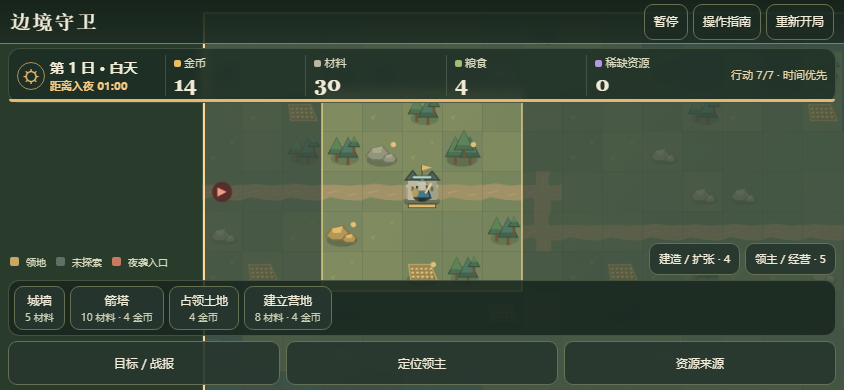 边境守卫
暂停
操作指南
重新开局
第 1 日 · 白天
距离入夜 01:00
金币
14
材料
30
粮食
4
稀缺资源
0
行动 7/7 · 时间优先
领地
未探索
夜袭入口
建造 / 扩张 · 4
领主 / 经营 · 5
城墙
5 材料
箭塔
10 材料 · 4 金币
占领土地
4 金币
建立营地
8 材料 · 4 金币
目标 / 战报
定位领主
资源来源